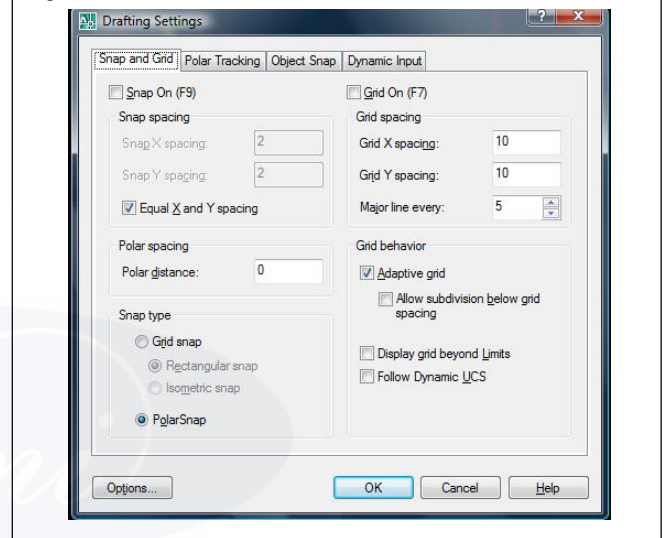 Drafting Settings
Snap and Grid Polar Tracking Object Snap Dynamic Input
Snap On (F9)
Snap spacing
Snap X spacing: 2
Snap Y spacing: 2
Equal X and Y spacing
Polar spacing
Polar distance: 0
Snap type
Grid snap
Rectangular snap
Isometric snap
PolarSnap
Grid On (F7)
Grid spacing
Grid X spacing: 10
Grid Y spacing: 10
Major line every: 5
Grid behavior
Adaptive grid
Allow subdivision below grid
spacing
Display grid beyond Limits
Follow Dynamic UCS
Options... OK Cancel Help